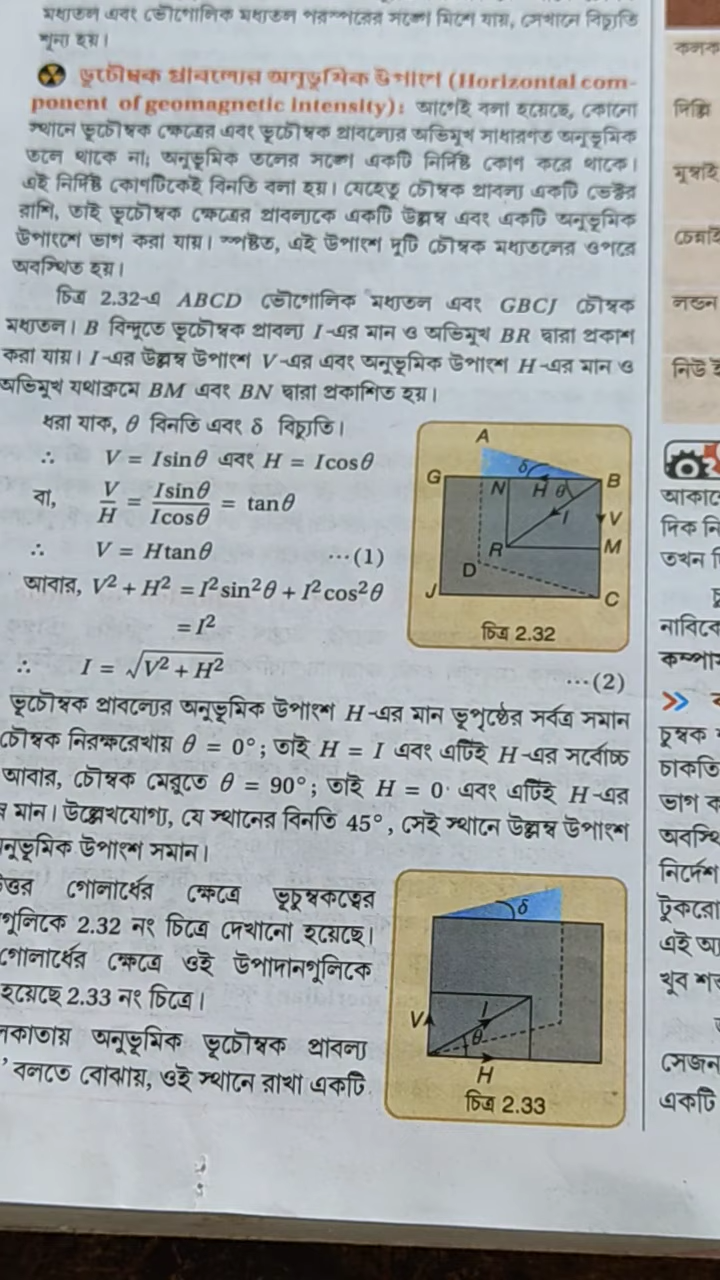 মধ্যতল এবং ভৌগোলিক মধ্যতল পরস্পরের সঙ্গে মিশে যায়, সেখানে বিচ্যুতি
শূন্য হয়।
ভূচৌম্বক প্রাবল্যের অনুভূমিক উপাংশ (Horizontal com-
ponent of geomagnetic intensity): আগেই বলা হয়েছে, কোনো
স্থানে ভূচৌম্বক ক্ষেত্রের এবং ভূচৌম্বক প্রাবল্যের অভিমুখ সাধারণত অনুভূমিক
তলে থাকে না; অনুভূমিক তলের সঙ্গে একটি নির্দিষ্ট কোণ করে থাকে।
এই নির্দিষ্ট কোণটিকেই বিনতি বলা হয়। যেহেতু চৌম্বক প্রাবল্য একটি ভেক্টর
রাশি, তাই ভূচৌম্বক ক্ষেত্রের প্রাবল্যকে একটি উল্লম্ব এবং একটি অনুভূমিক
উপাংশে ভাগ করা যায়। স্পষ্টত, এই উপাংশ দুটি চৌম্বক মধ্যতলের ওপরে
অবস্থিত হয়।
চিত্র 2.32-এ ABCD ভৌগোলিক মধ্যতল এবং GBCJ চৌম্বক
মধ্যতল। B বিন্দুতে ভূচৌম্বক প্রাবল্য I-এর মান ও অভিমুখ BR দ্বারা প্রকাশ
করা যায়। I-এর উল্লম্ব উপাংশ V-এর এবং অনুভূমিক উপাংশ H-এর মান ও
অভিমুখ যথাক্রমে BM এবং BN দ্বারা প্রকাশিত হয়।
ধরা যাক, θ বিনতি এবং δ বিচ্যুতি।
∴ V = Isinθ এবং H = Icosθ
বা, V/H = Isinθ/Icosθ = tanθ
∴ V = Htanθ ···(1)
আবার, V² + H² = I²sin²θ + I²cos²θ
= I²
∴ I = √(V² + H²) ···(2)
A
δ
G
N
H
θ
B
I
V
R
M
D
J
C
চিত্র 2.32
ভূচৌম্বক প্রাবল্যের অনুভূমিক উপাংশ H-এর মান ভূপৃষ্ঠের সর্বত্র সমান
চৌম্বক নিরক্ষরেখায় θ = 0°; তাই H = I এবং এটিই H-এর সর্বোচ্চ
আবার, চৌম্বক মেরুতে θ = 90°; তাই H = 0 এবং এটিই H-এর
মান। উল্লেখযোগ্য, যে স্থানের বিনতি 45°, সেই স্থানে উল্লম্ব উপাংশ
নুভূমিক উপাংশ সমান।
ত্তর গোলার্ধের ক্ষেত্রে ভূচুম্বকত্বের
গুলিকে 2.32 নং চিত্রে দেখানো হয়েছে।
গোলার্ধের ক্ষেত্রে ওই উপাদানগুলিকে
হয়েছে 2.33 নং চিত্রে।
নকাতায় অনুভূমিক ভূচৌম্বক প্রাবল্য
' বলতে বোঝায়, ওই স্থানে রাখা একটি
δ
V
I
θ
H
চিত্র 2.33
কলক
দিল্লি
মুম্বাই
চেন্নাই
লন্ডন
নিউ ই
আকাশে
দিক নি
তখন
নাবিকে
কম্পা
»
চুম্বক
চাকতি
ভাগ ক
অবস্থি
নির্দেশ
টুকরো
এই আ
খুব শ
সেজন
একটি